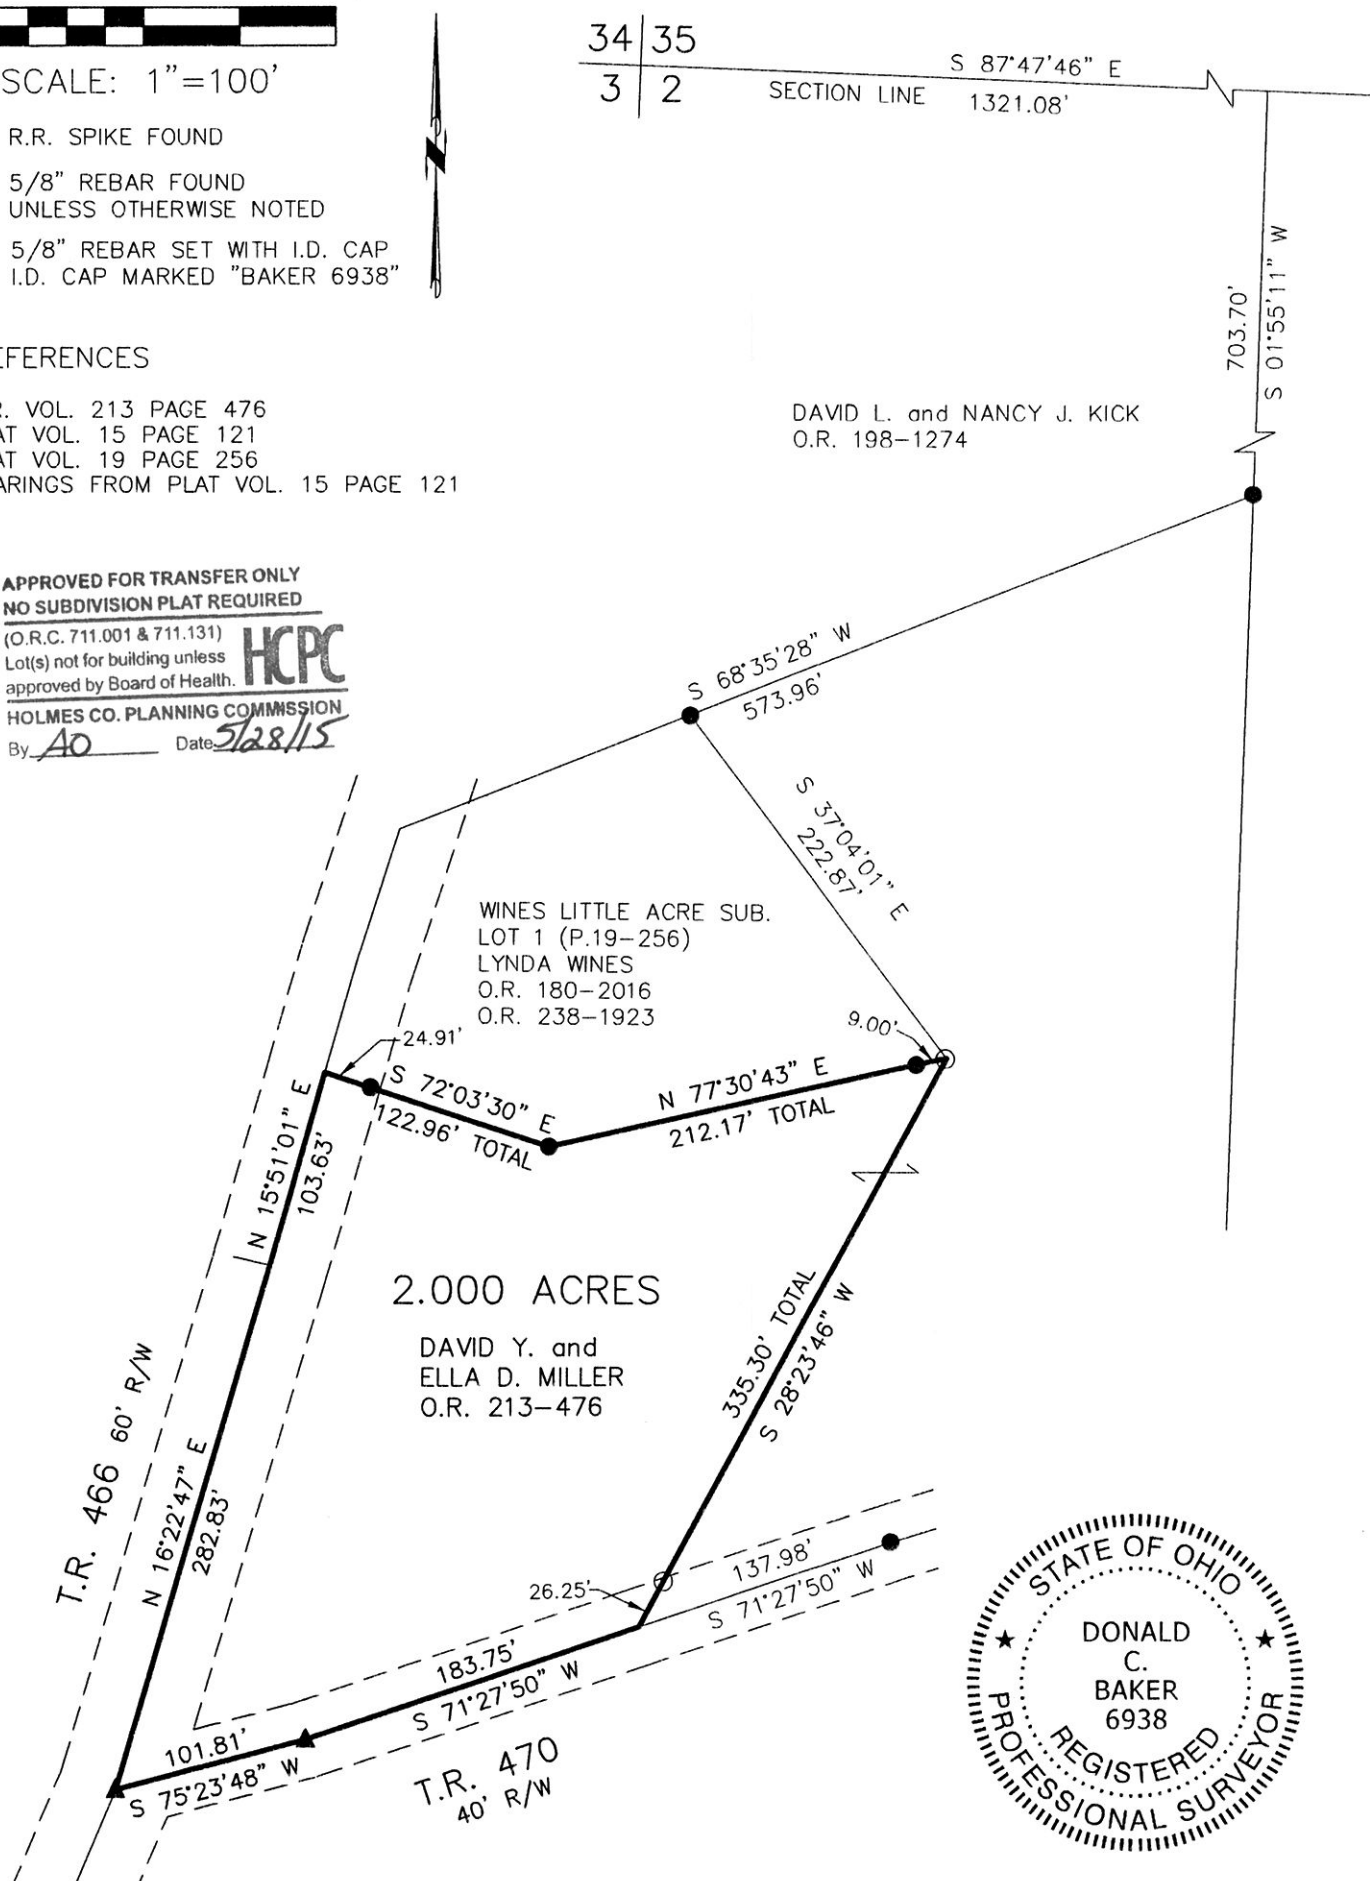 SCALE: 1"=100'
R.R. SPIKE FOUND
5/8" REBAR FOUND
UNLESS OTHERWISE NOTED
5/8" REBAR SET WITH I.D. CAP
I.D. CAP MARKED "BAKER 6938"
EFERENCES
R. VOL. 213 PAGE 476
AT VOL. 15 PAGE 121
AT VOL. 19 PAGE 256
ARINGS FROM PLAT VOL. 15 PAGE 121
N
34 35
3 2
S 87°47'46" E
SECTION LINE 1321.08'
703.70'
S 01°55'11" W
DAVID L. and NANCY J. KICK
O.R. 198-1274
APPROVED FOR TRANSFER ONLY
NO SUBDIVISION PLAT REQUIRED
(O.R.C. 711.001 & 711.131)
Lot(s) not for building unless
approved by Board of Health.
HCPC
HOLMES CO. PLANNING COMMISSION
By AO Date 5/28/15
S 68°35'28" W
573.96'
S 37°04'01" E
222.87'
WINES LITTLE ACRE SUB.
LOT 1 (P.19-256)
LYNDA WINES
O.R. 180-2016
O.R. 238-1923
24.91'
9.00'
S 72°03'30" E
122.96' TOTAL
N 77°30'43" E
212.17' TOTAL
N 15°51'01" E
103.63'
2.000 ACRES
DAVID Y. and
ELLA D. MILLER
O.R. 213-476
335.30' TOTAL
S 28°23'46" W
T.R. 466 60' R/W
N 16°22'47" E
282.83'
26.25'
137.98'
S 71°27'50" W
183.75'
S 71°27'50" W
101.81'
S 75°23'48" W
T.R. 470
40' R/W
STATE OF OHIO
DONALD
C.
BAKER
6938
REGISTERED
PROFESSIONAL SURVEYOR